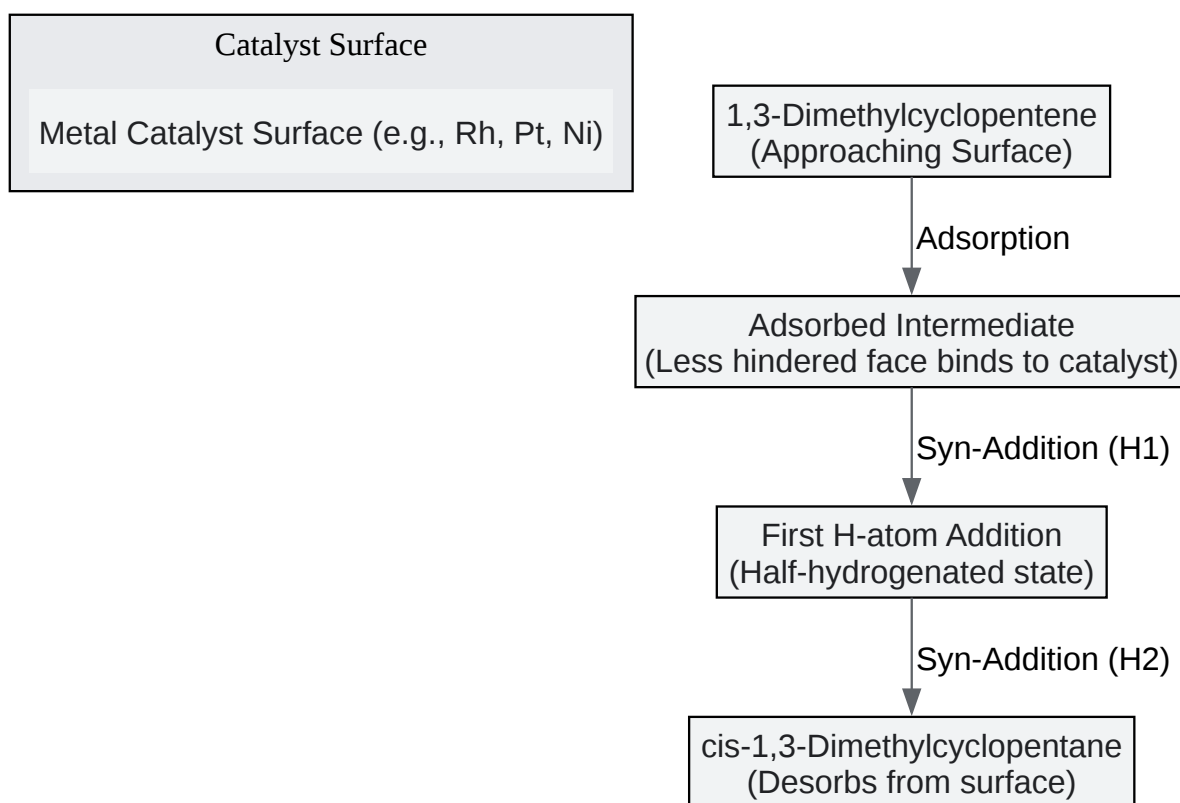 Catalyst Surface
Metal Catalyst Surface (e.g., Rh, Pt, Ni)
1,3-Dimethylcyclopentene
(Approaching Surface)
Adsorption
Adsorbed Intermediate
(Less hindered face binds to catalyst)
Syn-Addition (H1)
First H-atom Addition
(Half-hydrogenated state)
Syn-Addition (H2)
cis-1,3-Dimethylcyclopentane
(Desorbs from surface)